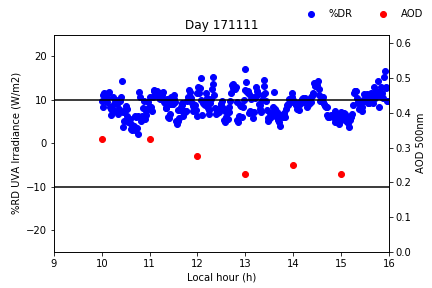 %DR AOD
Day 171111
%RD UVA Irradiance (W/m2)
20
10
0
−10
−20
0.6
0.5
0.4
0.3
0.2
0.1
0.0
AOD 500nm
9 10 11 12 13 14 15 16
Local hour (h)